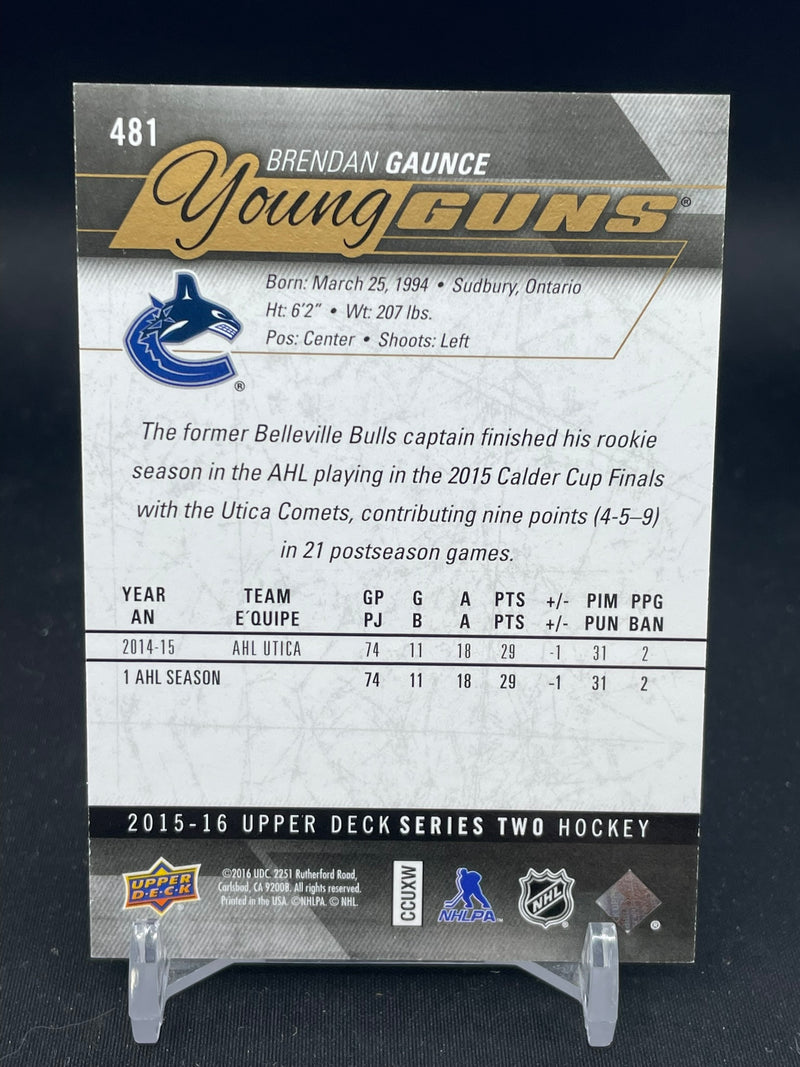 481
BRENDAN GAUNCE
Young GUNS®
Born: March 25, 1994 • Sudbury, Ontario
Ht: 6'2" • Wt: 207 lbs.
Pos: Center • Shoots: Left
®
The former Belleville Bulls captain finished his rookie
season in the AHL playing in the 2015 Calder Cup Finals
with the Utica Comets, contributing nine points (4-5–9)
in 21 postseason games.
YEAR TEAM GP G A PTS +/- PIM PPG
AN E´QUIPE PJ B A PTS +/- PUN BAN
2014-15 AHL UTICA 74 11 18 29 -1 31 2
1 AHL SEASON 74 11 18 29 -1 31 2
2015-16 UPPER DECK SERIES TWO HOCKEY
UPPER D·E·C·K
©2016 UDC. 2251 Rutherford Road,
Carlsbad, CA 92008. All rights reserved.
Printed in the USA. ©NHLPA. © NHL.
CCUXW
NHLPA™
NHL
®